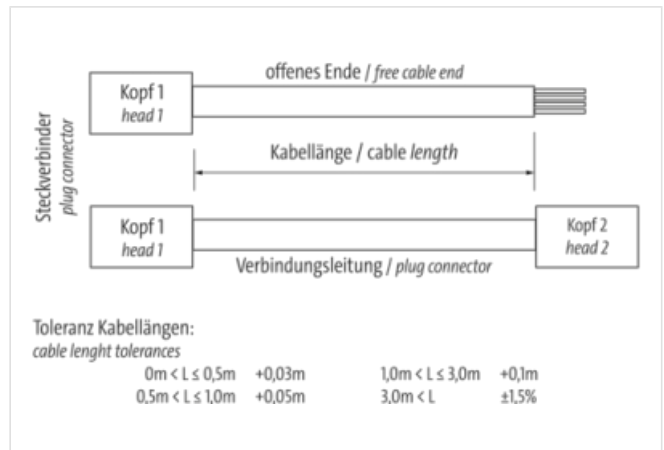 offenes Ende / free cable end
Kopf 1
head 1
Steckverbinder
plug connector
Kabellänge / cable length
Kopf 1
head 1
Kopf 2
head 2
Verbindungsleitung / plug connector
Toleranz Kabellängen:
cable lenght tolerances
0m < L ≤ 0,5m +0,03m 1,0m < L ≤ 3,0m +0,1m
0,5m < L ≤ 1,0m +0,05m 3,0m < L ±1,5%